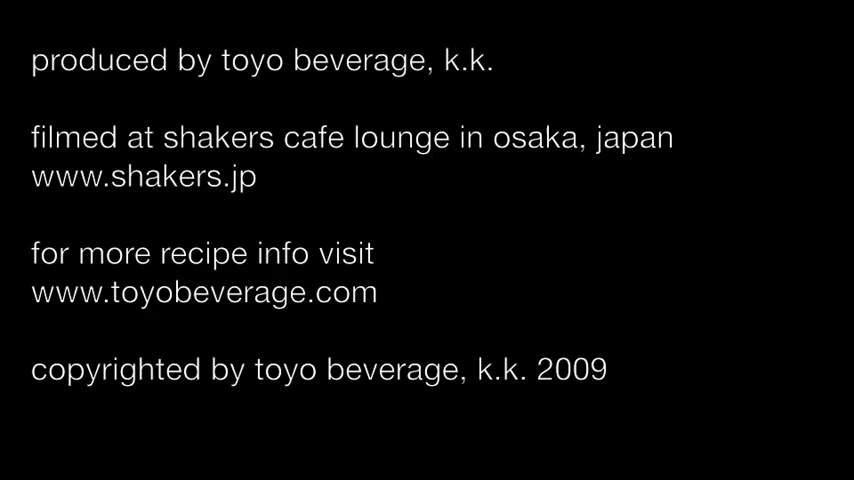 produced by toyo beverage, k.k.
filmed at shakers cafe lounge in osaka, japan
www.shakers.jp
for more recipe info visit
www.toyobeverage.com
copyrighted by toyo beverage, k.k. 2009